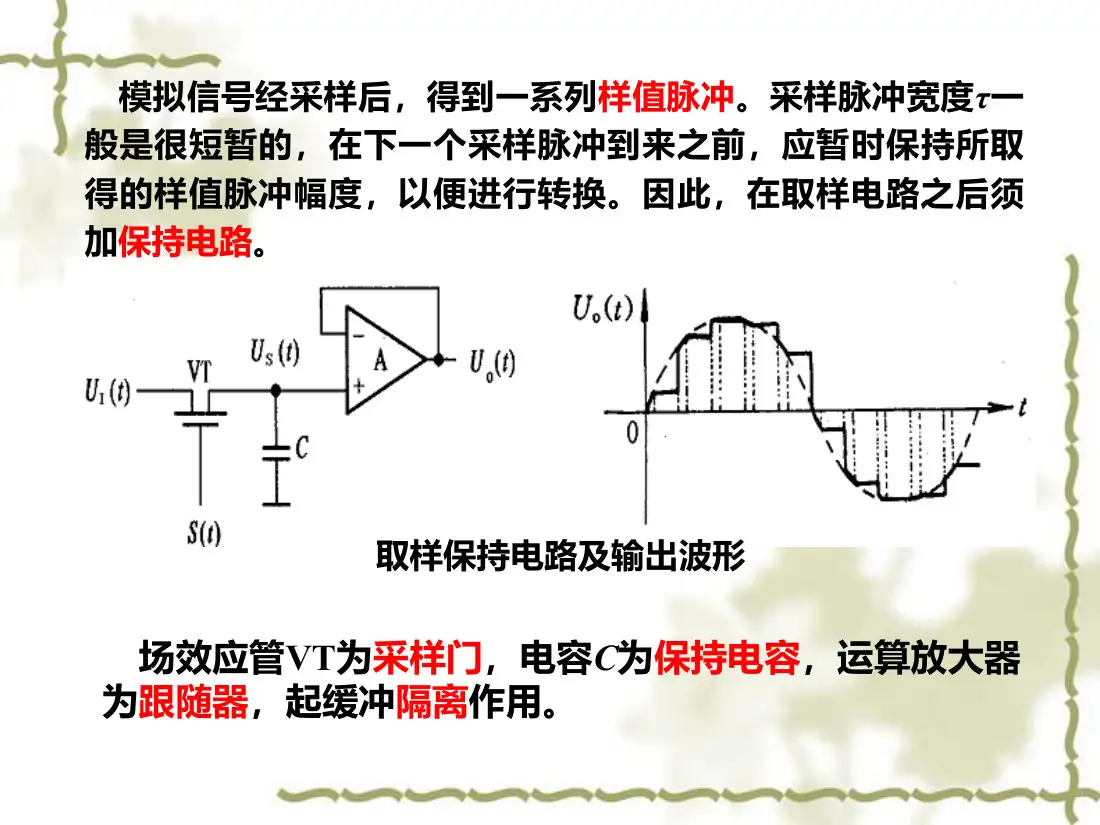 模拟信号经采样后，得到一系列样值脉冲。采样脉冲宽度τ一
般是很短暂的，在下一个采样脉冲到来之前，应暂时保持所取
得的样值脉冲幅度，以便进行转换。因此，在取样电路之后须
加保持电路。
U_I(t)
VT
U_S(t)
S(t)
C
−
A
+
U_o(t)
U_o(t)
0
t
取样保持电路及输出波形
场效应管VT为采样门，电容C为保持电容，运算放大器
为跟随器，起缓冲隔离作用。